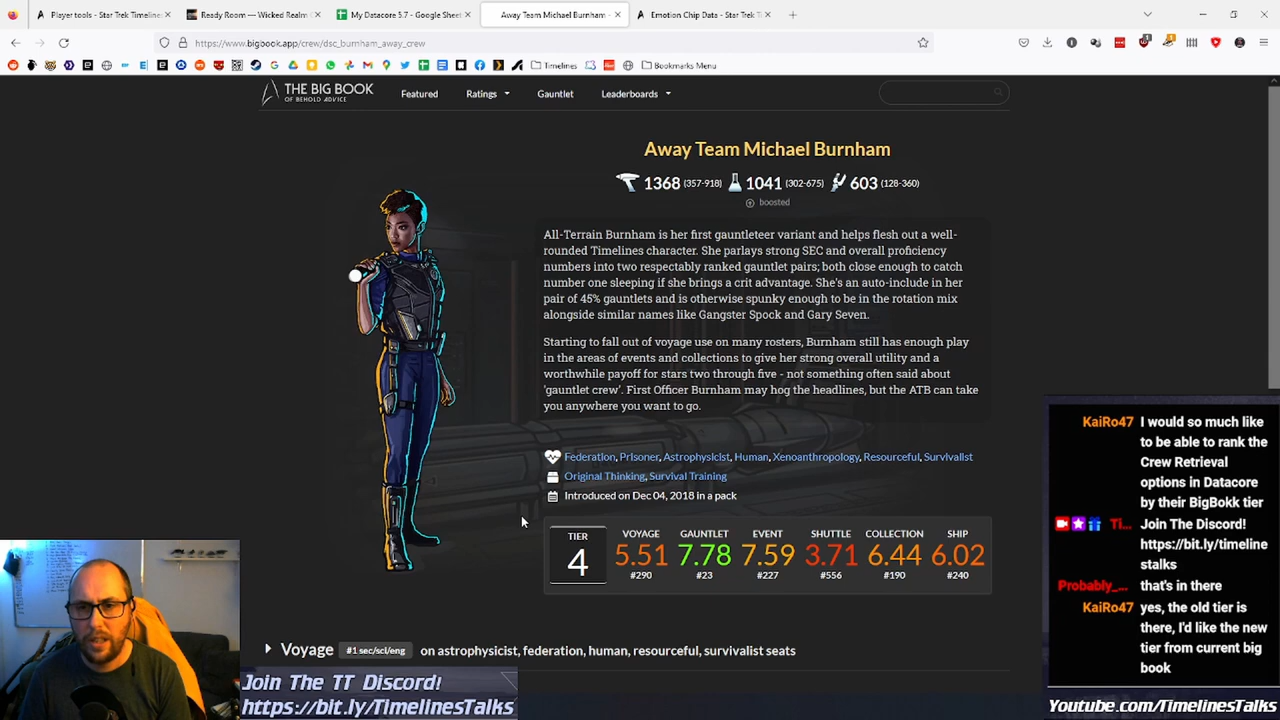 Player tools - Star Trek Timeline
Ready Room — Wicked Realm
My Datacore 5.7 - Google Sheet
Away Team Michael Burnham -
Emotion Chip Data - Star Trek Ti
https://www.bigbook.app/crew/dsc_burnham_away_crew
Timelines
Bookmarks Menu
THE BIG BOOK
OF BEHOLD ADVICE
Featured
Ratings
Gauntlet
Leaderboards
Away Team Michael Burnham
1368 (357-918) 1041 (302-675) 603 (128-360)
boosted
All-Terrain Burnham is her first gauntleteer variant and helps flesh out a well-
rounded Timelines character. She parlays strong SEC and overall proficiency
numbers into two respectably ranked gauntlet pairs; both close enough to catch
number one sleeping if she brings a crit advantage. She's an auto-include in her
pair of 45% gauntlets and is otherwise spunky enough to be in the rotation mix
alongside similar names like Gangster Spock and Gary Seven.
Starting to fall out of voyage use on many rosters, Burnham still has enough play
in the areas of events and collections to give her strong overall utility and a
worthwhile payoff for stars two through five - not something often said about
'gauntlet crew'. First Officer Burnham may hog the headlines, but the ATB can take
you anywhere you want to go.
Federation, Prisoner, Astrophysicist, Human, Xenoanthropology, Resourceful, Survivalist
Original Thinking, Survival Training
Introduced on Dec 04, 2018 in a pack
TIER
4
VOYAGE GAUNTLET EVENT SHUTTLE COLLECTION SHIP
5.51 7.78 7.59 3.71 6.44 6.02
#290 #23 #227 #556 #190 #240
Voyage #1 sec/sci/eng on astrophysicist, federation, human, resourceful, survivalist seats
KaiRo47 I would so much like
to be able to rank the
Crew Retrieval
options in Datacore
by their BigBokk tier
Ti... Join The Discord!
https://bit.ly/timeline
stalks
Probably_... that's in there
KaiRo47 yes, the old tier is
there, I'd like the new
tier from current big
book
Join The TT Discord!
https://bit.ly/TimelinesTalks
Youtube.com/TimelinesTalks